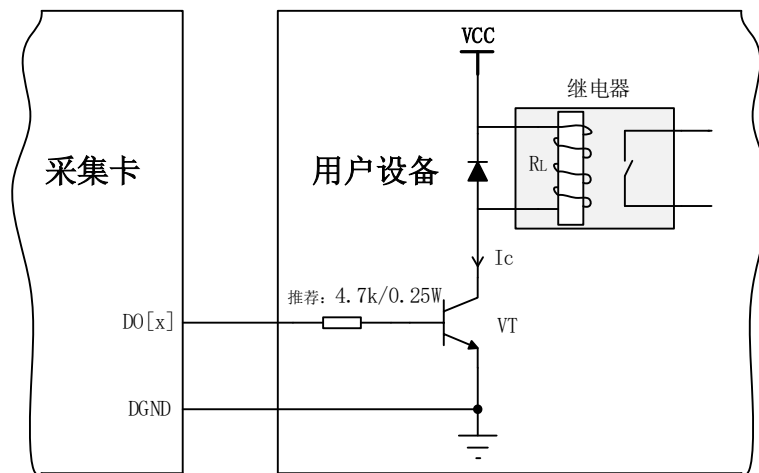 VCC
继电器
采集卡
用户设备
RL
Ic
推荐: 4.7k/0.25W
DO[x]
VT
DGND